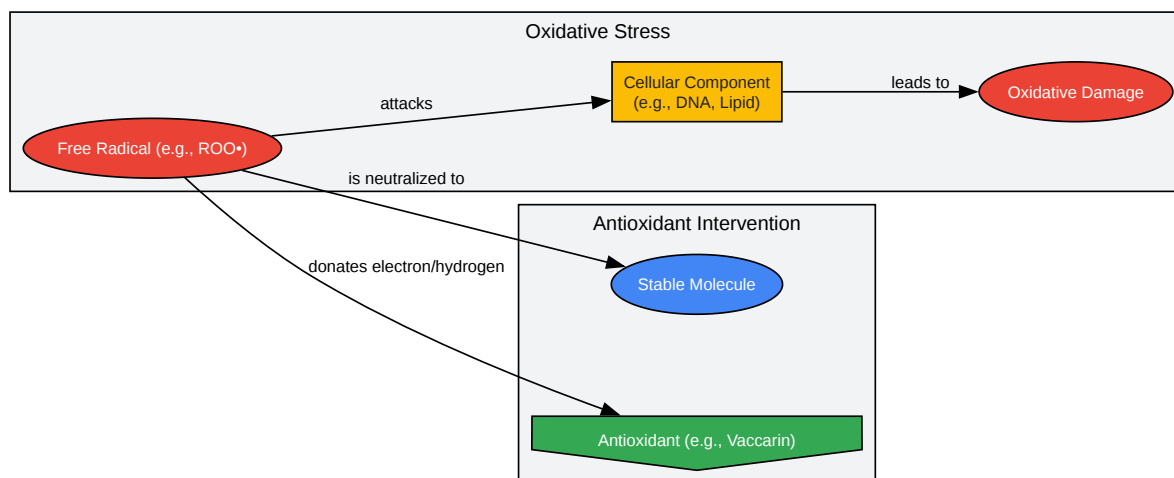 Oxidative Stress
Cellular Component
(e.g., DNA, Lipid)
leads to
Oxidative Damage
attacks
Free Radical (e.g., ROO•)
is neutralized to
Antioxidant Intervention
donates electron/hydrogen
Stable Molecule
Antioxidant (e.g., Vaccarin)